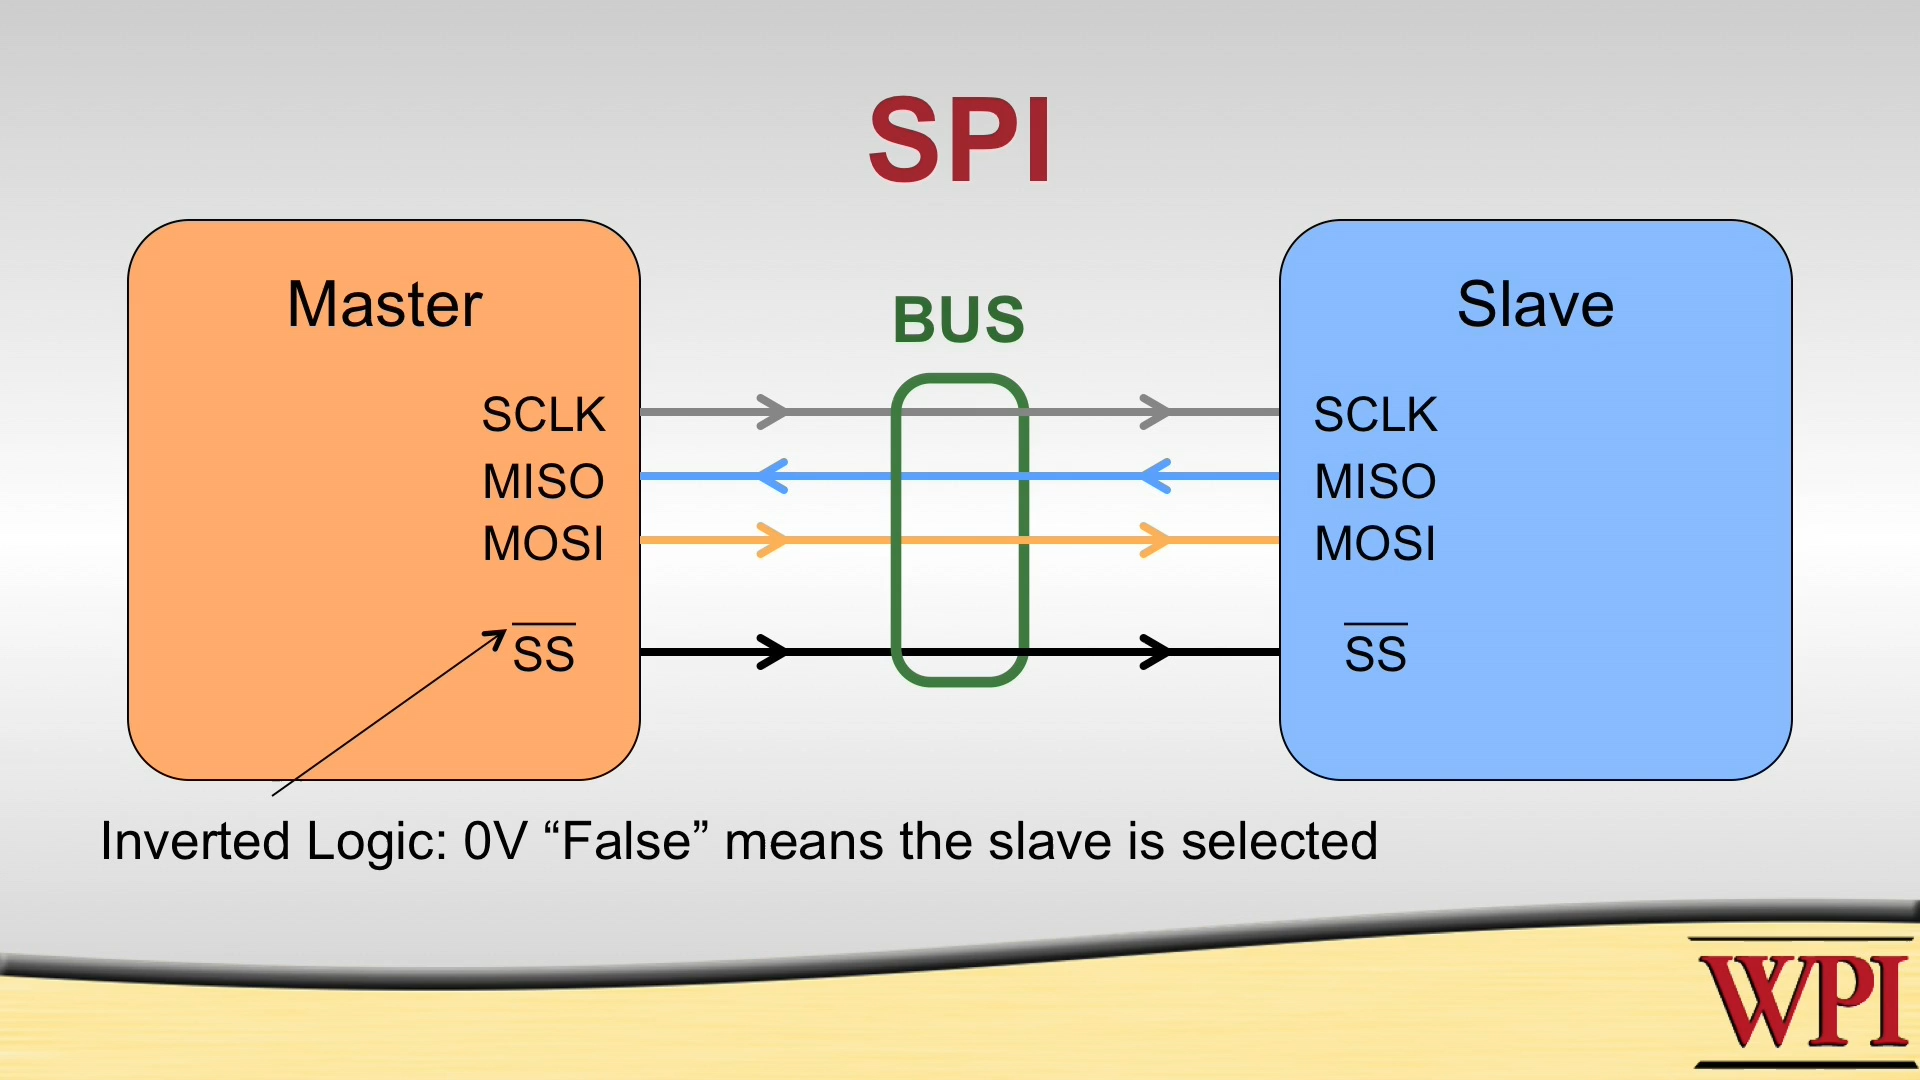 SPI
Master
BUS
Slave
SCLK
SCLK
MISO
MISO
MOSI
MOSI
SS
SS
Inverted Logic: 0V “False” means the slave is selected
WPI